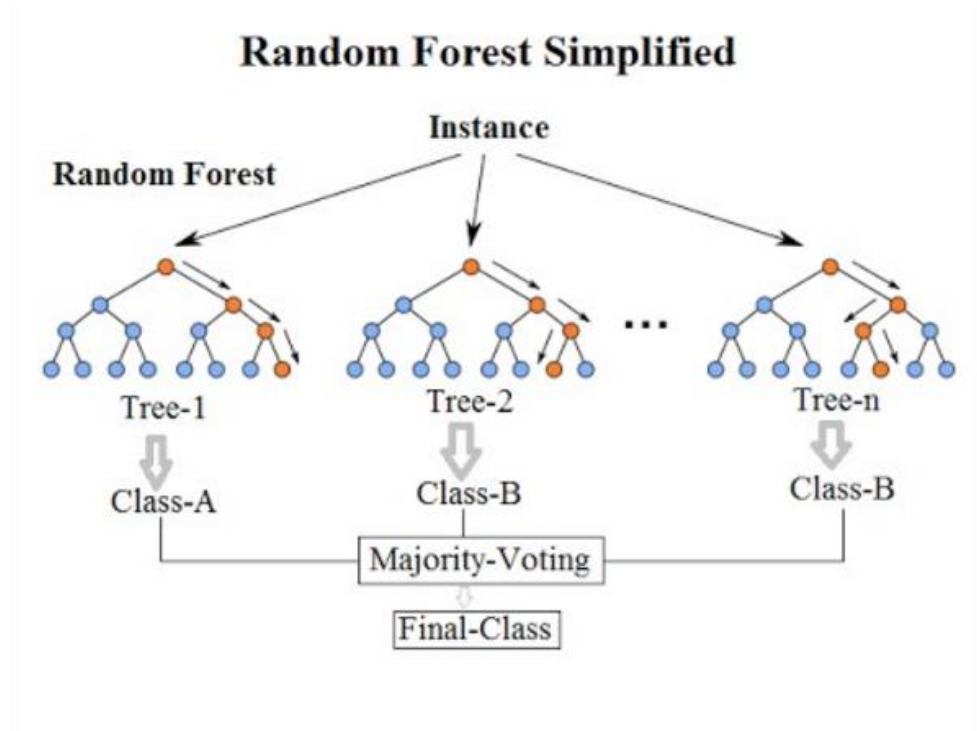 Random Forest Simplified
Instance
Random Forest
...
Tree-1
Tree-2
Tree-n
Class-A
Class-B
Class-B
Majority-Voting
Final-Class